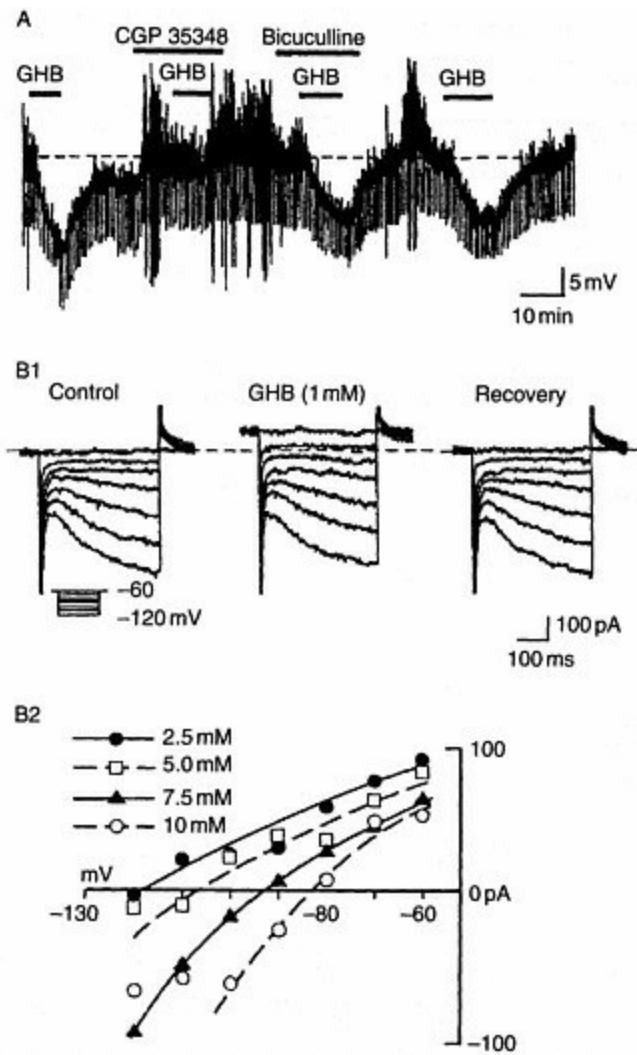 A
CGP 35348 Bicuculline
GHB GHB GHB GHB
5 mV
10 min
B1
Control GHB (1 mM) Recovery
−60
−120 mV
100 pA
100 ms
B2
2.5 mM
5.0 mM
7.5 mM
10 mM
100
mV
0 pA
−130 −80 −60
−100